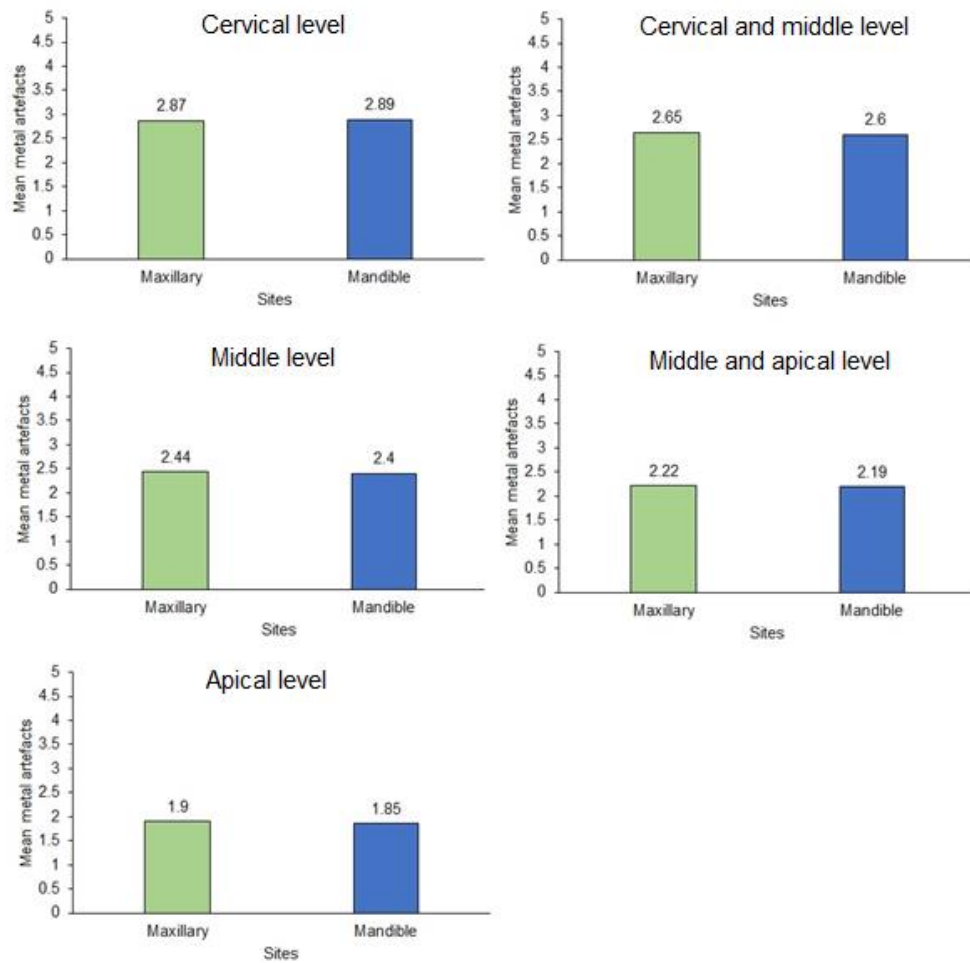 Cervical level
Mean metal artefacts
5
4.5
4
3.5
3
2.5
2
1.5
1
0.5
0
2.87
2.89
Maxillary
Mandible
Sites
Cervical and middle level
Mean metal artefacts
5
4.5
4
3.5
3
2.5
2
1.5
1
0.5
0
2.65
2.6
Maxillary
Mandible
Sites
Middle level
Mean metal artefacts
5
4.5
4
3.5
3
2.5
2
1.5
1
0.5
0
2.44
2.4
Maxillary
Mandible
Sites
Middle and apical level
Mean metal artefacts
5
4.5
4
3.5
3
2.5
2
1.5
1
0.5
0
2.22
2.19
Maxillary
Mandible
Sites
Apical level
Mean metal artefacts
5
4.5
4
3.5
3
2.5
2
1.5
1
0.5
0
1.9
1.85
Maxillary
Mandible
Sites